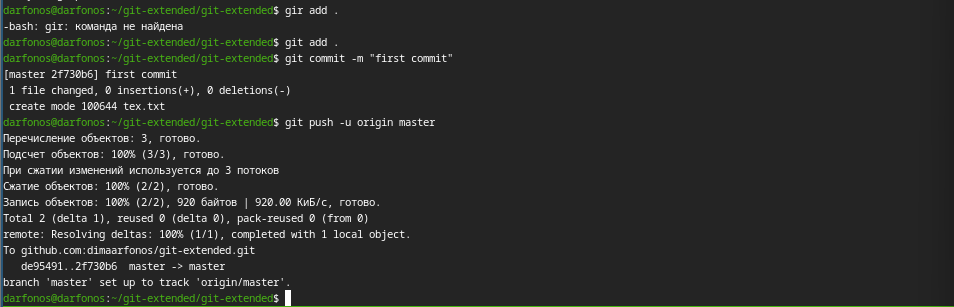 darfonos@darfonos:~/git-extended/git-extended$ gir add .
-bash: gir: команда не найдена
darfonos@darfonos:~/git-extended/git-extended$ git add .
darfonos@darfonos:~/git-extended/git-extended$ git commit -m "first commit"
[master 2f730b6] first commit
 1 file changed, 0 insertions(+), 0 deletions(-)
 create mode 100644 tex.txt
darfonos@darfonos:~/git-extended/git-extended$ git push -u origin master
Перечисление объектов: 3, готово.
Подсчет объектов: 100% (3/3), готово.
При сжатии изменений используется до 3 потоков
Сжатие объектов: 100% (2/2), готово.
Запись объектов: 100% (2/2), 920 байтов | 920.00 КиБ/с, готово.
Total 2 (delta 1), reused 0 (delta 0), pack-reused 0 (from 0)
remote: Resolving deltas: 100% (1/1), completed with 1 local object.
To github.com:dimaarfonos/git-extended.git
   de95491..2f730b6  master -> master
branch 'master' set up to track 'origin/master'.
darfonos@darfonos:~/git-extended/git-extended$